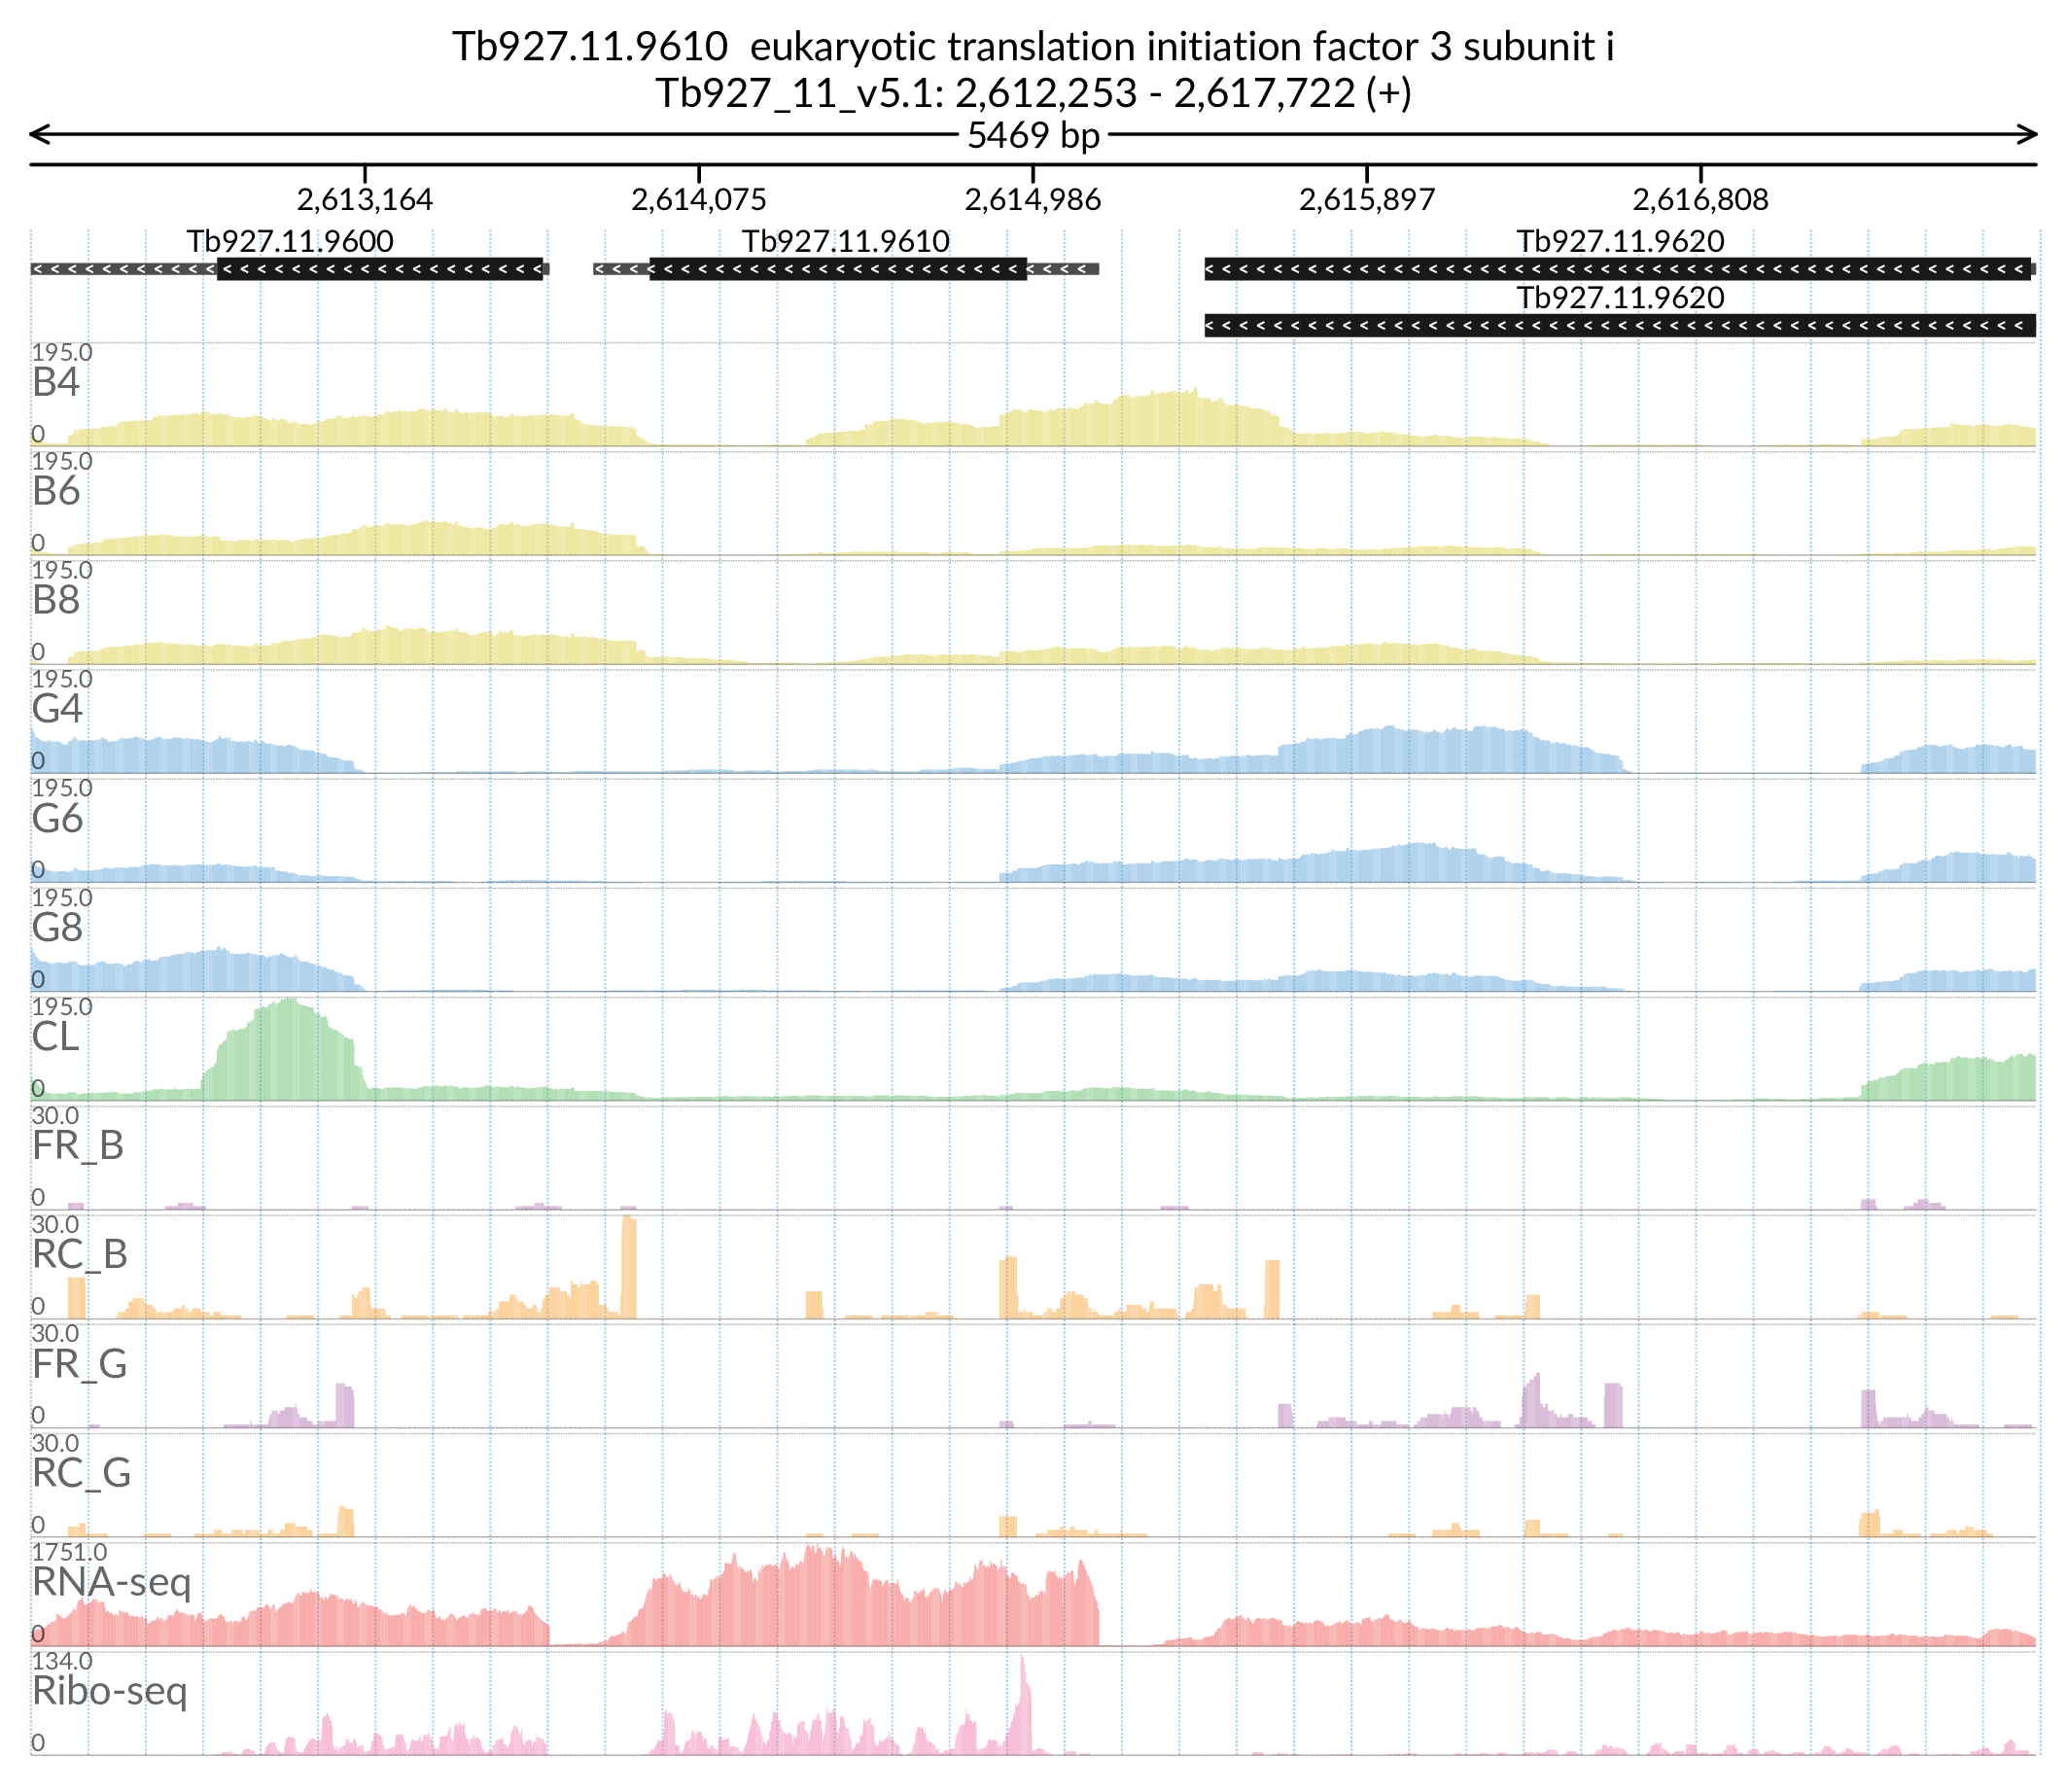 Tb927.11.9610  eukaryotic translation initiation factor 3 subunit i
Tb927_11_v5.1: 2,612,253 - 2,617,722 (+)
5469 bp
2,613,164 2,614,075 2,614,986 2,615,897 2,616,808
Tb927.11.9600 Tb927.11.9610 Tb927.11.9620
Tb927.11.9620
195.0
B4
0
195.0
B6
0
195.0
B8
0
195.0
G4
0
195.0
G6
0
195.0
G8
0
195.0
CL
0
30.0
FR_B
0
30.0
RC_B
0
30.0
FR_G
0
30.0
RC_G
0
1751.0
RNA-seq
0
134.0
Ribo-seq
0